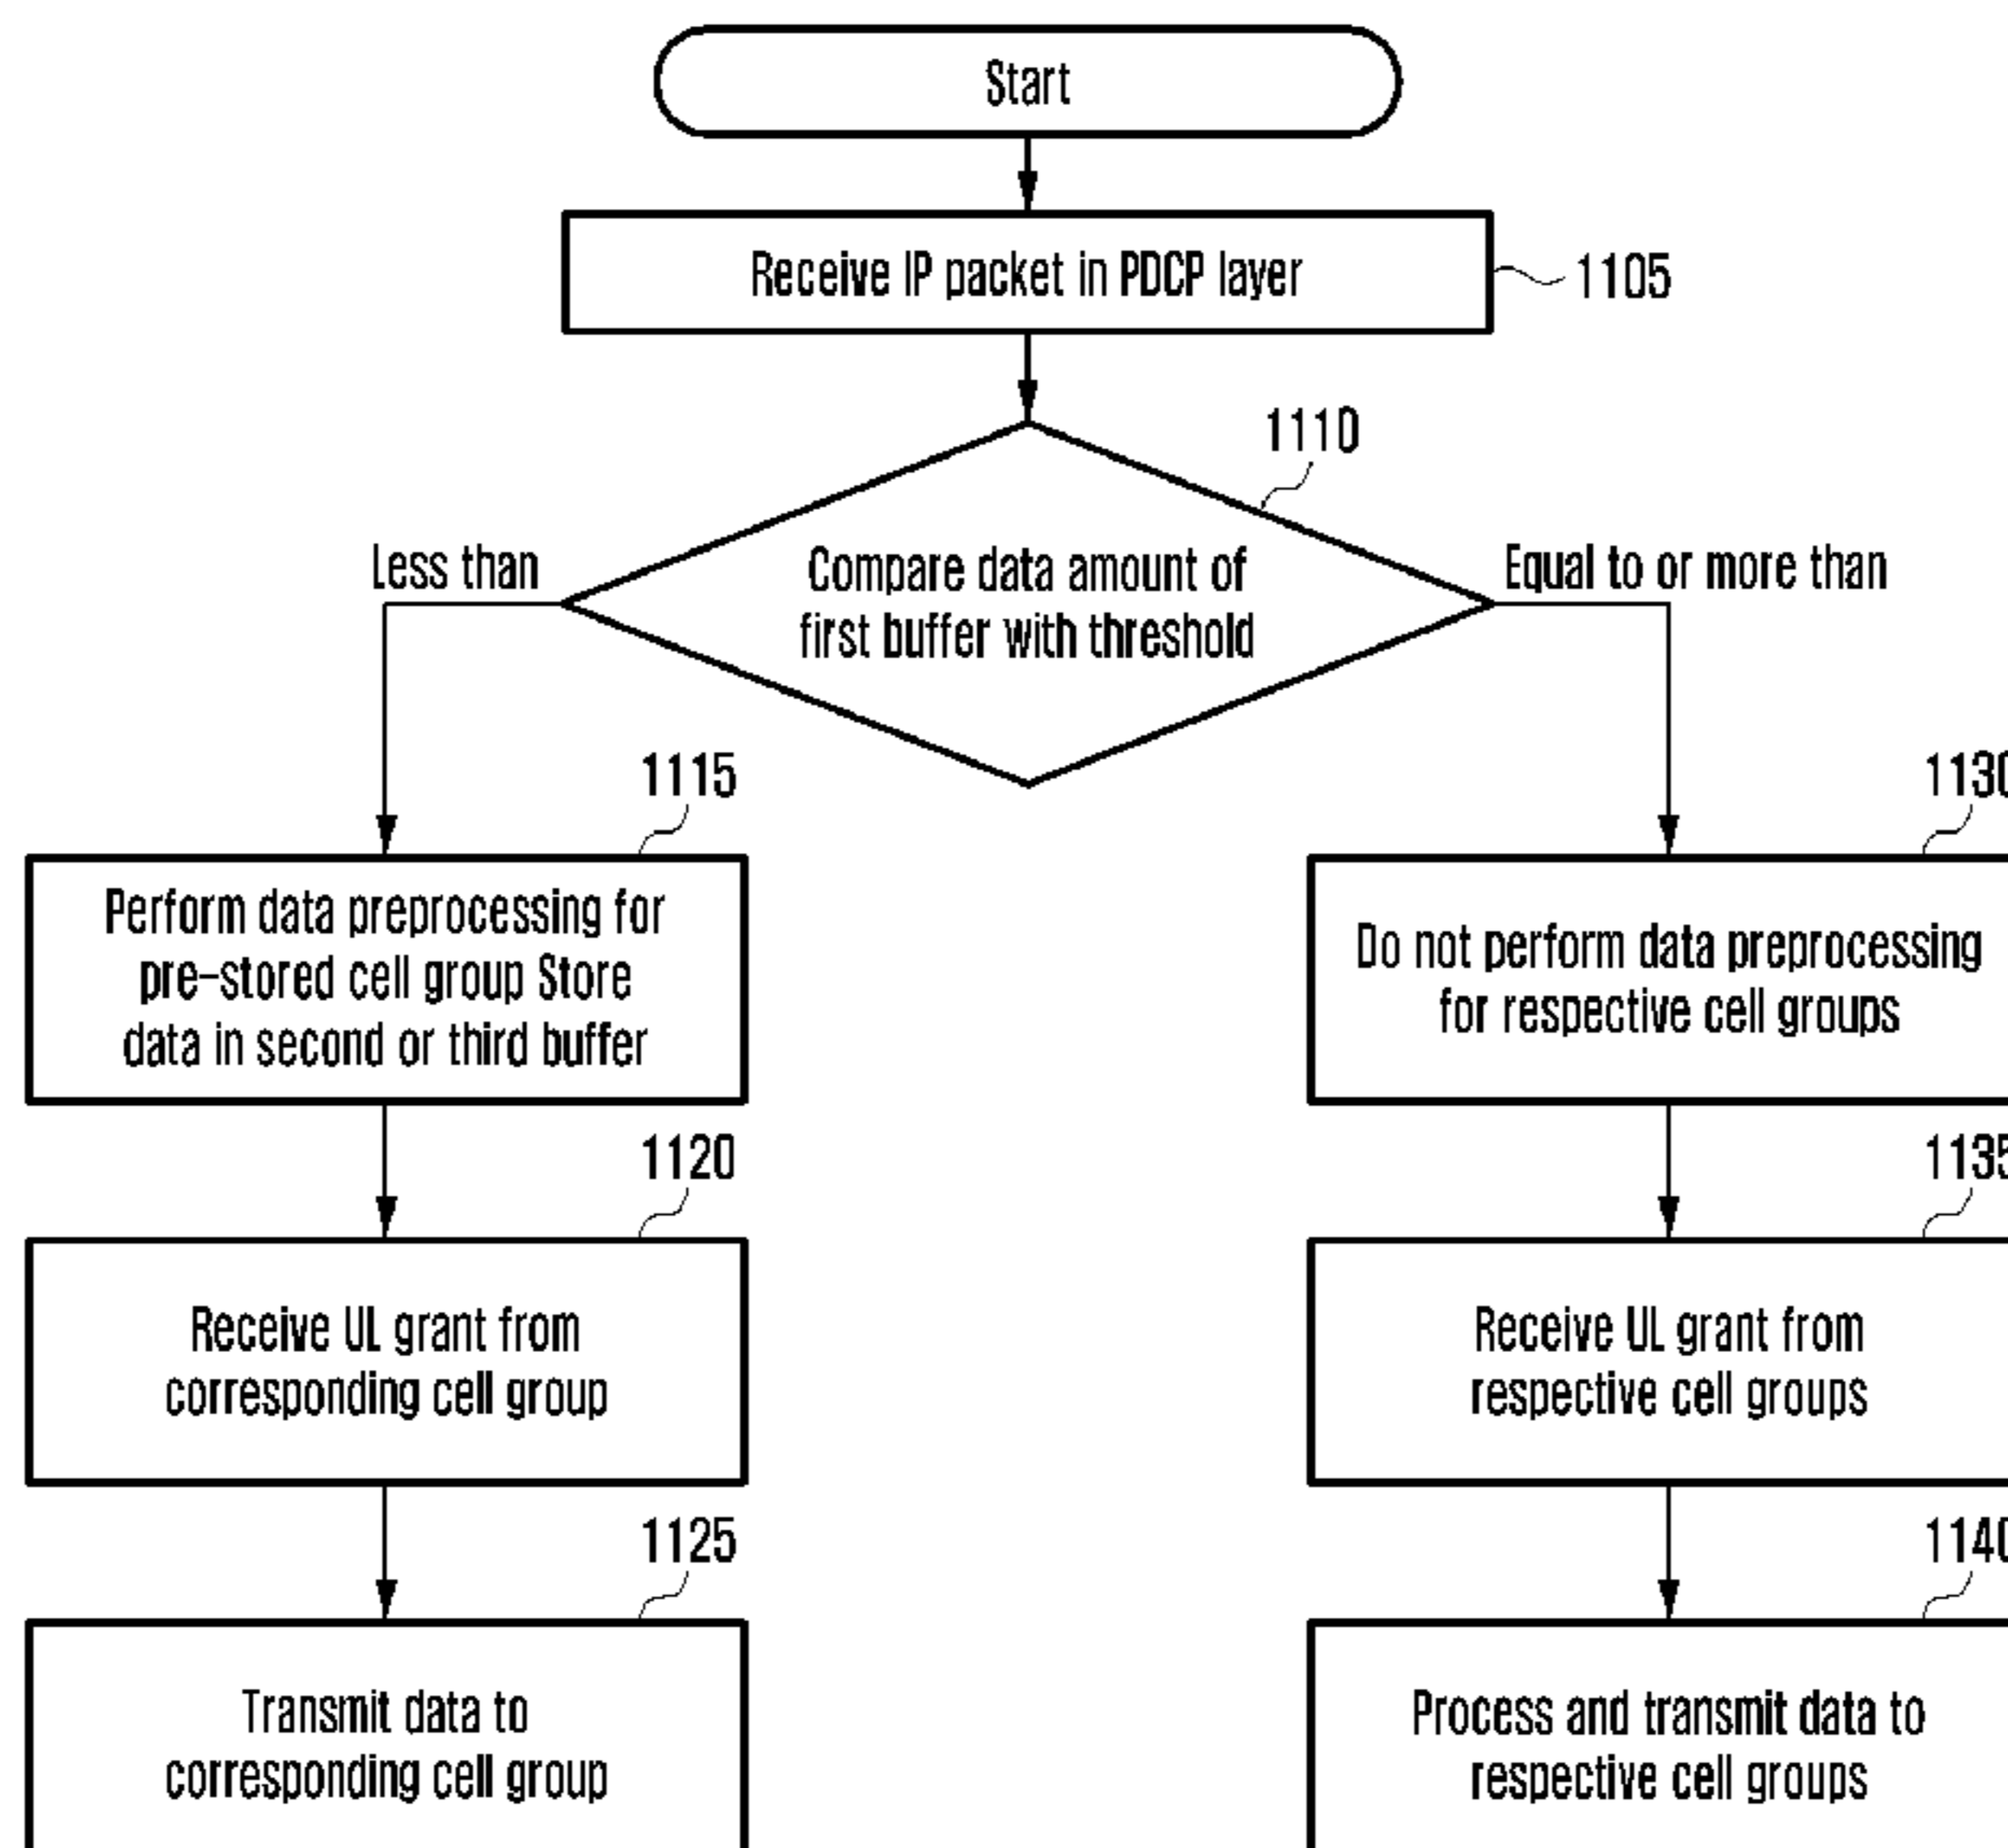 Start
Receive IP packet in PDCP layer
1105
1110
Less than
Compare data amount of
first buffer with threshold
Equal to or more than
1115
Perform data preprocessing for
pre-stored cell group Store
data in second or third buffer
1130
Do not perform data preprocessing
for respective cell groups
1120
Receive UL grant from
corresponding cell group
1135
Receive UL grant from
respective cell groups
1125
Transmit data to
corresponding cell group
1140
Process and transmit data to
respective cell groups